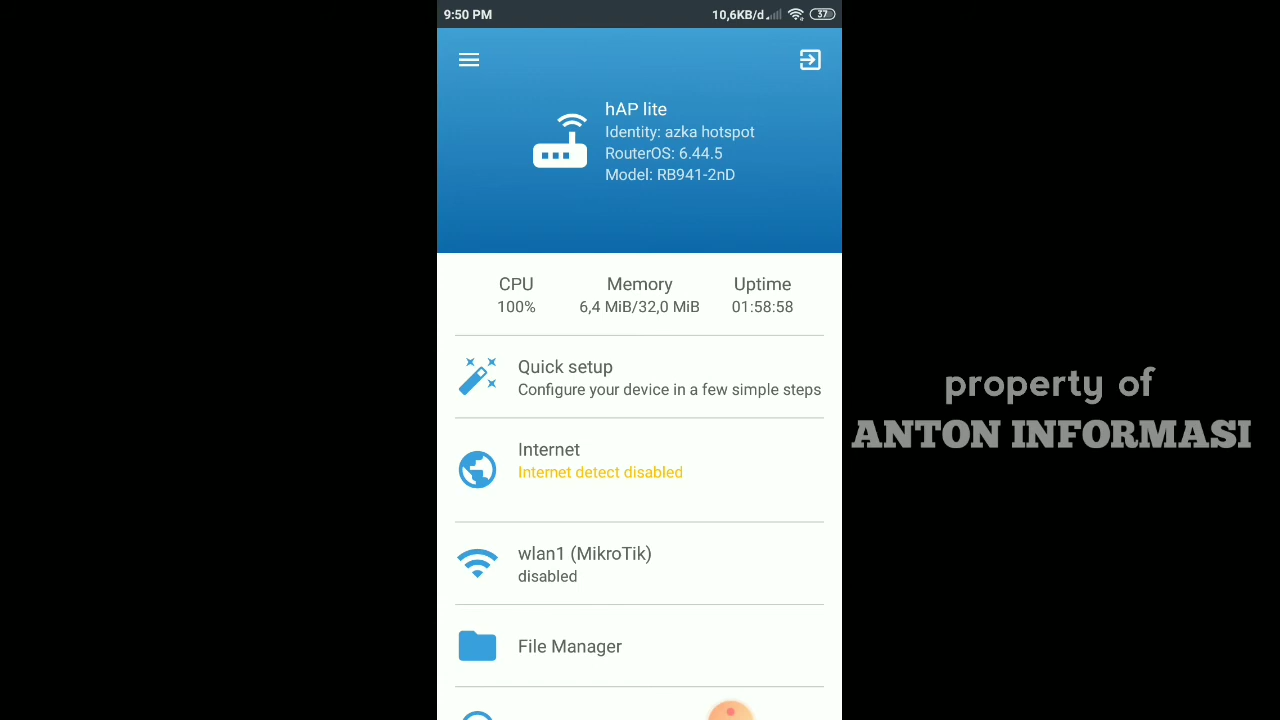 9:50 PM
10,6KB/d
37
hAP lite
Identity: azka hotspot
RouterOS: 6.44.5
Model: RB941-2nD
CPU
Memory
Uptime
100%
6,4 MiB/32,0 MiB
01:58:58
Quick setup
Configure your device in a few simple steps
Internet
Internet detect disabled
wlan1 (MikroTik)
disabled
File Manager
property of
ANTON INFORMASI